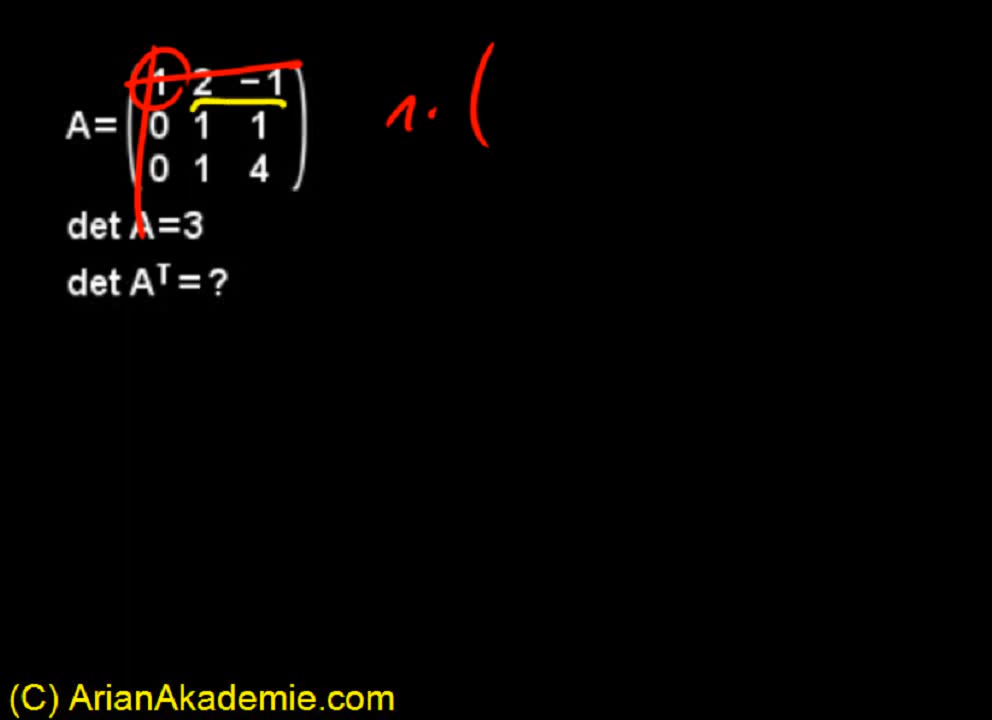 A= ( 1 2 −1
0 1 1
0 1 4 )
1· (
det A=3
det Aᵀ = ?
(C) ArianAkademie.com